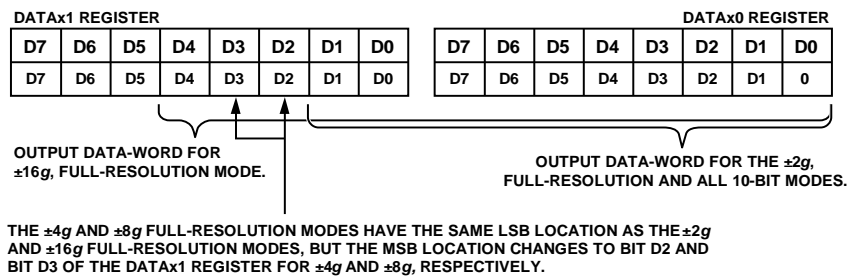 DATAx1 REGISTER DATAx0 REGISTER
D7 D6 D5 D4 D3 D2 D1 D0 D7 D6 D5 D4 D3 D2 D1 D0
D7 D6 D5 D4 D3 D2 D1 D0 D7 D6 D5 D4 D3 D2 D1 0
OUTPUT DATA-WORD FOR
±16g, FULL-RESOLUTION MODE.
OUTPUT DATA-WORD FOR THE ±2g,
FULL-RESOLUTION AND ALL 10-BIT MODES.
THE ±4g AND ±8g FULL-RESOLUTION MODES HAVE THE SAME LSB LOCATION AS THE ±2g
AND ±16g FULL-RESOLUTION MODES, BUT THE MSB LOCATION CHANGES TO BIT D2 AND
BIT D3 OF THE DATAx1 REGISTER FOR ±4g AND ±8g, RESPECTIVELY.